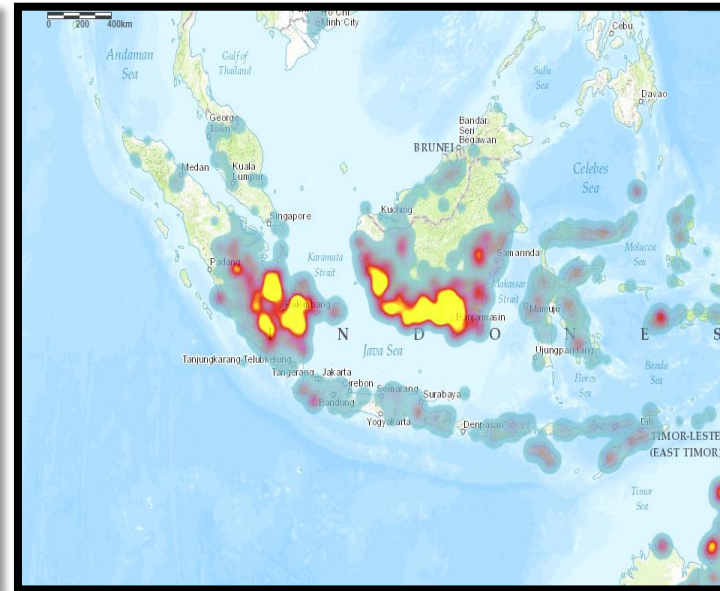 0 200 400km
Ho Chi
Minh City
Cebu
Andaman
Sea
Gulf of
Thailand
Sulu
Sea
Davao
George
Town
Bandar
Seri
Begawan
BRUNEI
Medan
Kuala
Lumpur
Celebes
Sea
Kuching
Singapore
Padang
Karamata
Strait
Samarinda
Molucca
Sea
Makassar
Strait
Mamuju
Banjarmasin
N D O N E S
Java Sea
Ujungpandang
Tanjungkarang-Telukbetung
Tangerang Jakarta
Cirebon
Semarang
Surabaya
Bandung
Yogyakarta
Denpasar
Flores
Sea
Banda
Sea
Dili
TIMOR-LESTE
(EAST TIMOR)
Timor
Sea